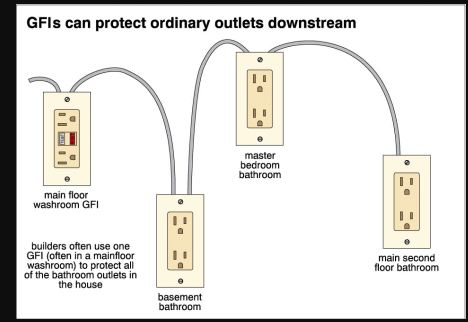 GFIs can protect ordinary outlets downstream
master
bedroom
bathroom
main floor
washroom GFI
main second
floor bathroom
builders often use one
GFI (often in a mainfloor
washroom) to protect all
of the bathroom outlets in
the house
basement
bathroom